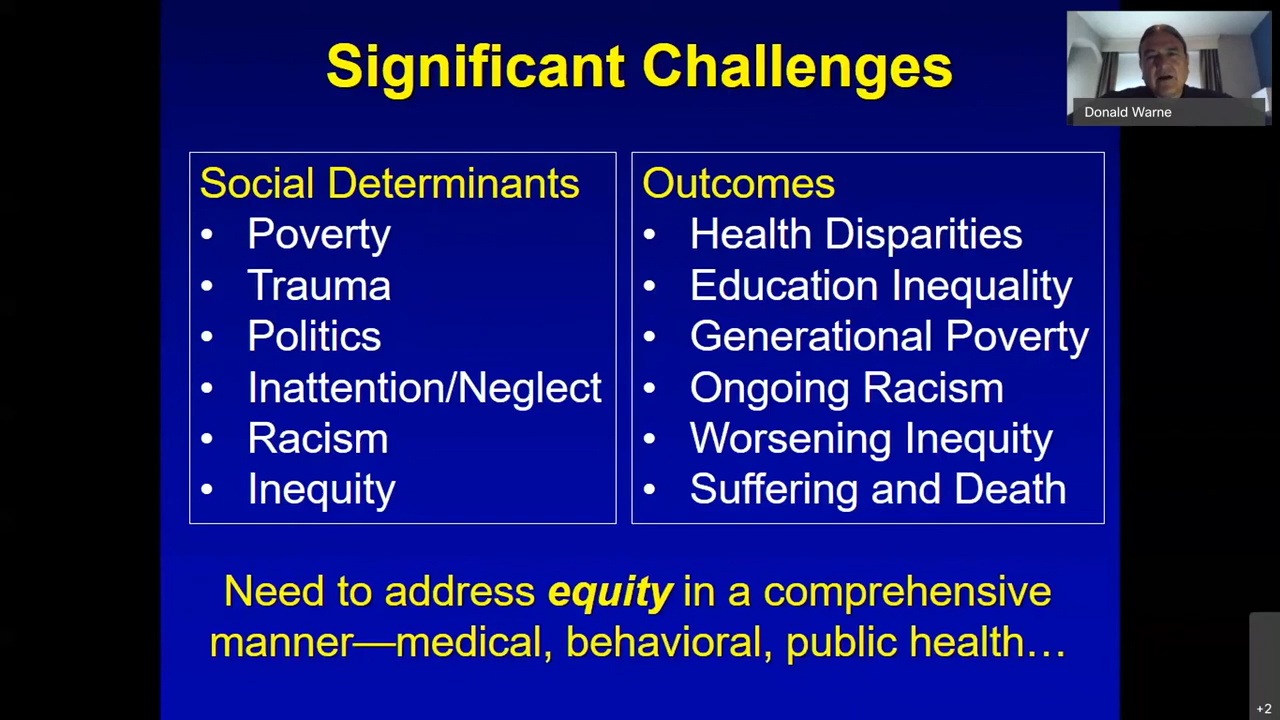 Significant Challenges
Donald Warne
Social Determinants
• Poverty
• Trauma
• Politics
• Inattention/Neglect
• Racism
• Inequity
Outcomes
• Health Disparities
• Education Inequality
• Generational Poverty
• Ongoing Racism
• Worsening Inequity
• Suffering and Death
Need to address equity in a comprehensive
manner—medical, behavioral, public health…
+2